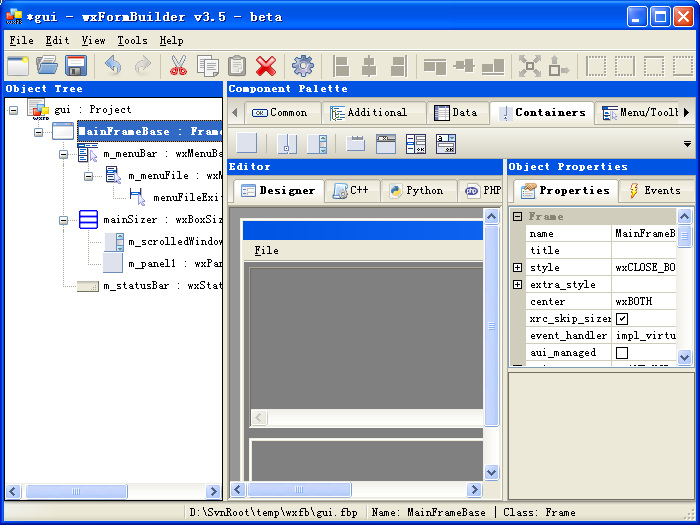 *gui - wxFormBuilder v3.5 - beta
File Edit View Tools Help
Object Tree
gui : Project
MainFrameBase : Frame
m_menuBar : wxMenuBa
m_menuFile : wxM
menuFileExi
mainSizer : wxBoxSiz
m_scrolledWindow
m_panel1 : wxPan
m_statusBar : wxStat
Component Palette
Common Additional Data Containers Menu/Toolb
Editor
Designer C++ Python PHP
File
Object Properties
Properties Events
Frame
name MainFrameB
title
style wxCLOSE_BO
extra_style
center wxBOTH
xrc_skip_sizer
event_handler impl_virtu
aui_managed
D:\SvnRoot\temp\wxfb\gui.fbp Name: MainFrameBase | Class: Frame